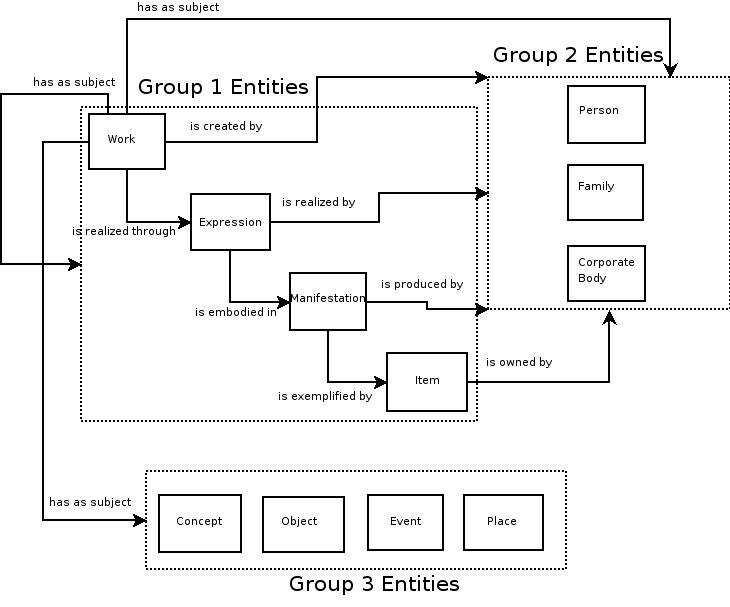 has as subject
Group 2 Entities
has as subject
Group 1 Entities
Person
is created by
Work
Family
is realized by
Expression
is realized through
Corporate
Body
is produced by
Manifestation
is embodied in
is owned by
Item
is exemplified by
has as subject
Concept
Object
Event
Place
Group 3 Entities